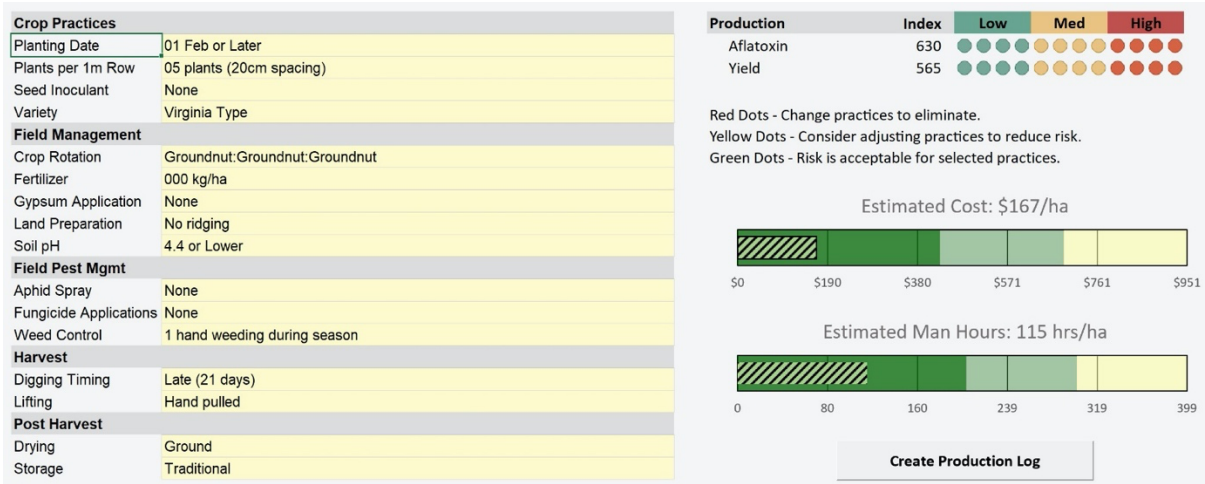 Crop Practices
Planting Date 01 Feb or Later
Plants per 1m Row 05 plants (20cm spacing)
Seed Inoculant None
Variety Virginia Type
Field Management
Crop Rotation Groundnut:Groundnut:Groundnut
Fertilizer 000 kg/ha
Gypsum Application None
Land Preparation No ridging
Soil pH 4.4 or Lower
Field Pest Mgmt
Aphid Spray None
Fungicide Applications None
Weed Control 1 hand weeding during season
Harvest
Digging Timing Late (21 days)
Lifting Hand pulled
Post Harvest
Drying Ground
Storage Traditional
Production Index Low Med High
Aflatoxin 630
Yield 565
Red Dots - Change practices to eliminate.
Yellow Dots - Consider adjusting practices to reduce risk.
Green Dots - Risk is acceptable for selected practices.
Estimated Cost: $167/ha
$0 $190 $380 $571 $761 $951
Estimated Man Hours: 115 hrs/ha
0 80 160 239 319 399
Create Production Log